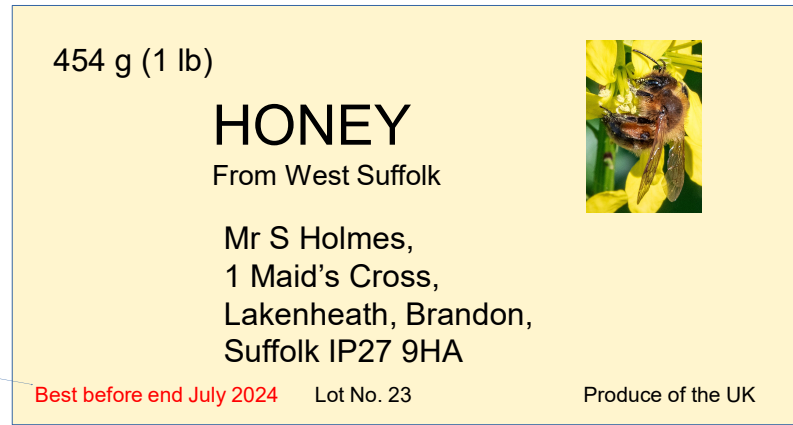 454 g (1 lb)
HONEY
From West Suffolk
Mr S Holmes,
1 Maid's Cross,
Lakenheath, Brandon,
Suffolk IP27 9HA
Best before end July 2024 Lot No. 23 Produce of the UK